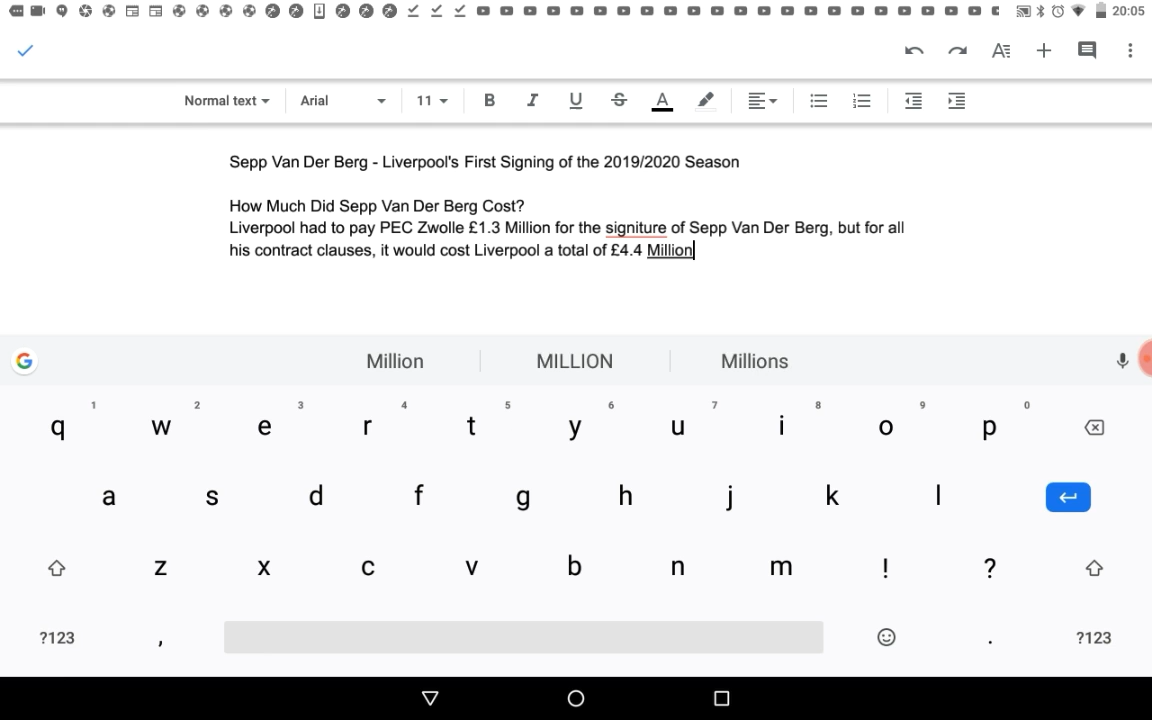 20:05
Normal text Arial 11 B I U S A
Sepp Van Der Berg - Liverpool's First Signing of the 2019/2020 Season
How Much Did Sepp Van Der Berg Cost?
Liverpool had to pay PEC Zwolle £1.3 Million for the signiture of Sepp Van Der Berg, but for all
his contract clauses, it would cost Liverpool a total of £4.4 Million
G Million MILLION Millions
1 2 3 4 5 6 7 8 9 0
q w e r t y u i o p
a s d f g h j k l
z x c v b n m ! ?
?123 , . ?123